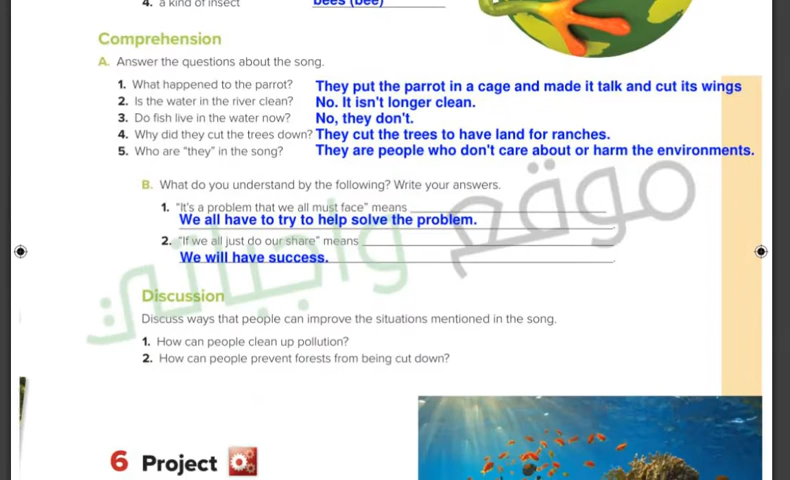 4. a kind of insect bees (bee)
Comprehension
A. Answer the questions about the song.
1. What happened to the parrot? They put the parrot in a cage and made it talk and cut its wings
2. Is the water in the river clean? No. It isn't longer clean.
3. Do fish live in the water now? No, they don't.
4. Why did they cut the trees down? They cut the trees to have land for ranches.
5. Who are "they" in the song? They are people who don't care about or harm the environments.
B. What do you understand by the following? Write your answers.
1. "It's a problem that we all must face" means
We all have to try to help solve the problem.
2. "If we all just do our share" means
We will have success.
موقع واجباتي
Discussion
Discuss ways that people can improve the situations mentioned in the song.
1. How can people clean up pollution?
2. How can people prevent forests from being cut down?
6 Project